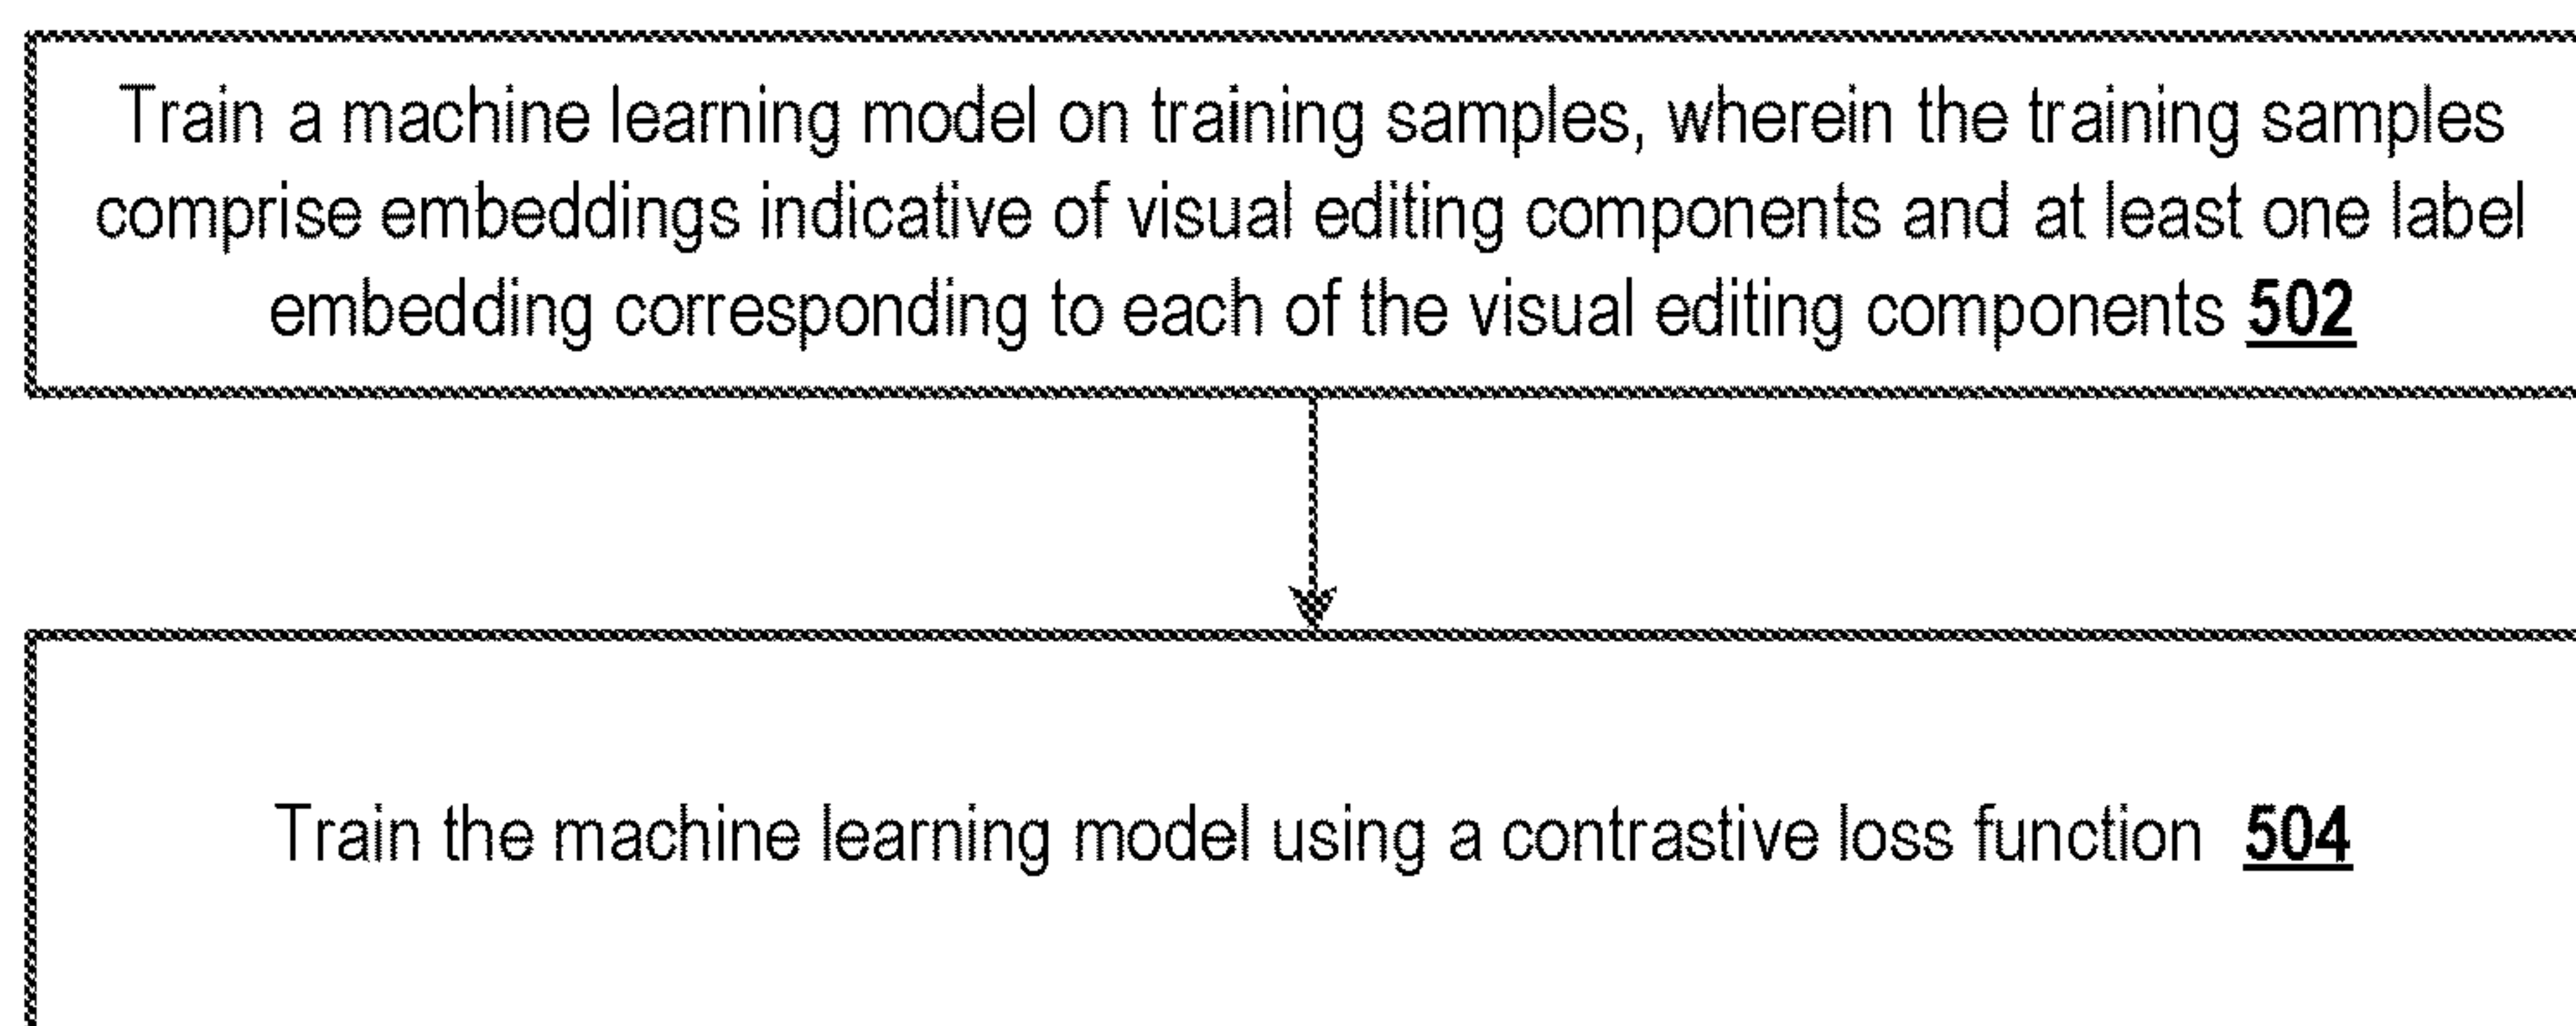 Train a machine learning model on training samples, wherein the training samples
comprise embeddings indicative of visual editing components and at least one label
embedding corresponding to each of the visual editing components 502
Train the machine learning model using a contrastive loss function 504